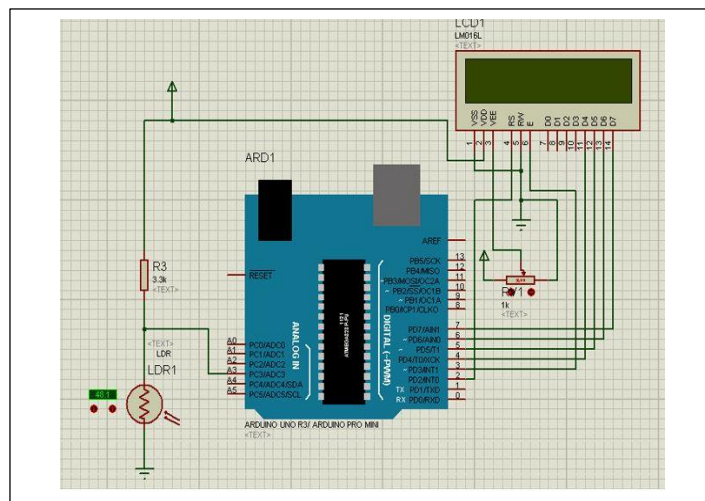 LCD1
LM016L
<TEXT>
VSS
VDD
VEE
RS
RW
E
D0
D1
D2
D3
D4
D5
D6
D7
1
2
3
4
5
6
7
8
9
10
11
12
13
14
ARD1
AREF
RESET
PB5/SCK 13
PB4/MISO 12
~PB3/MOSI/OC2A 11
~ PB2/SS/OC1B 10
~ PB1/OC1A 9
PB0/ICP1/CLKO 8
PD7/AIN1 7
~ PD6/AIN0 6
~ PD5/T1 5
PD4/T0/XCK 4
~ PD3/INT1 3
PD2/INT0 2
TX PD1/TXD 1
RX PD0/RXD 0
DIGITAL (~PWM)
ANALOG IN
A0 PC0/ADC0
A1 PC1/ADC1
A2 PC2/ADC2
A3 PC3/ADC3
A4 PC4/ADC4/SDA
A5 PC5/ADC5/SCL
ARDUINO UNO R3/ ARDUINO PRO MINI
<TEXT>
R3
3.3k
<TEXT>
<TEXT>
LDR
LDR1
RV1
1k
<TEXT>